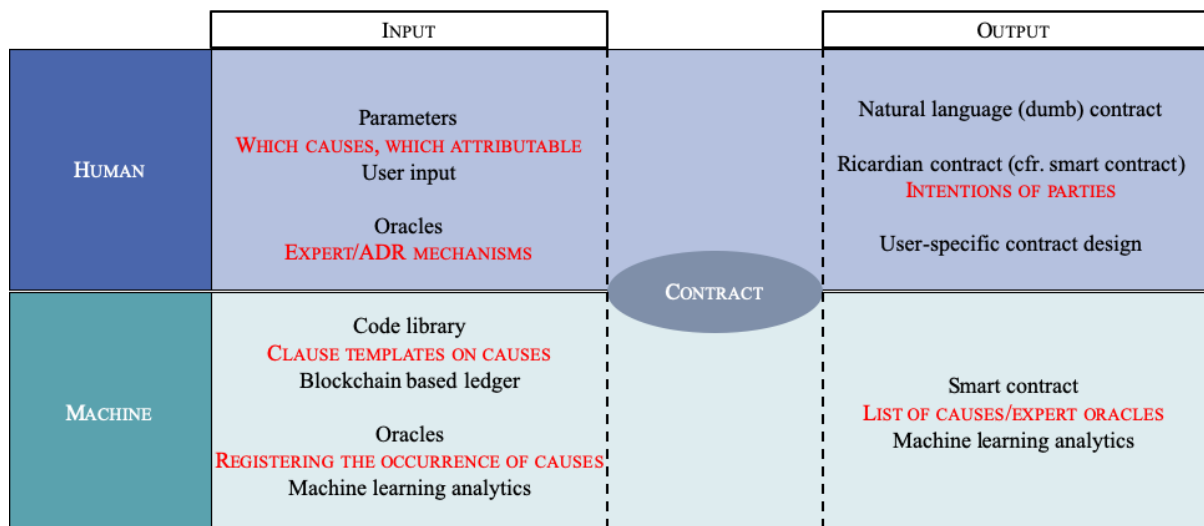 INPUT
OUTPUT
HUMAN
Parameters
WHICH CAUSES, WHICH ATTRIBUTABLE
User input
Oracles
EXPERT/ADR MECHANISMS
Natural language (dumb) contract
Ricardian contract (cfr. smart contract)
INTENTIONS OF PARTIES
User-specific contract design
CONTRACT
MACHINE
Code library
CLAUSE TEMPLATES ON CAUSES
Blockchain based ledger
Oracles
REGISTERING THE OCCURRENCE OF CAUSES
Machine learning analytics
Smart contract
LIST OF CAUSES/EXPERT ORACLES
Machine learning analytics